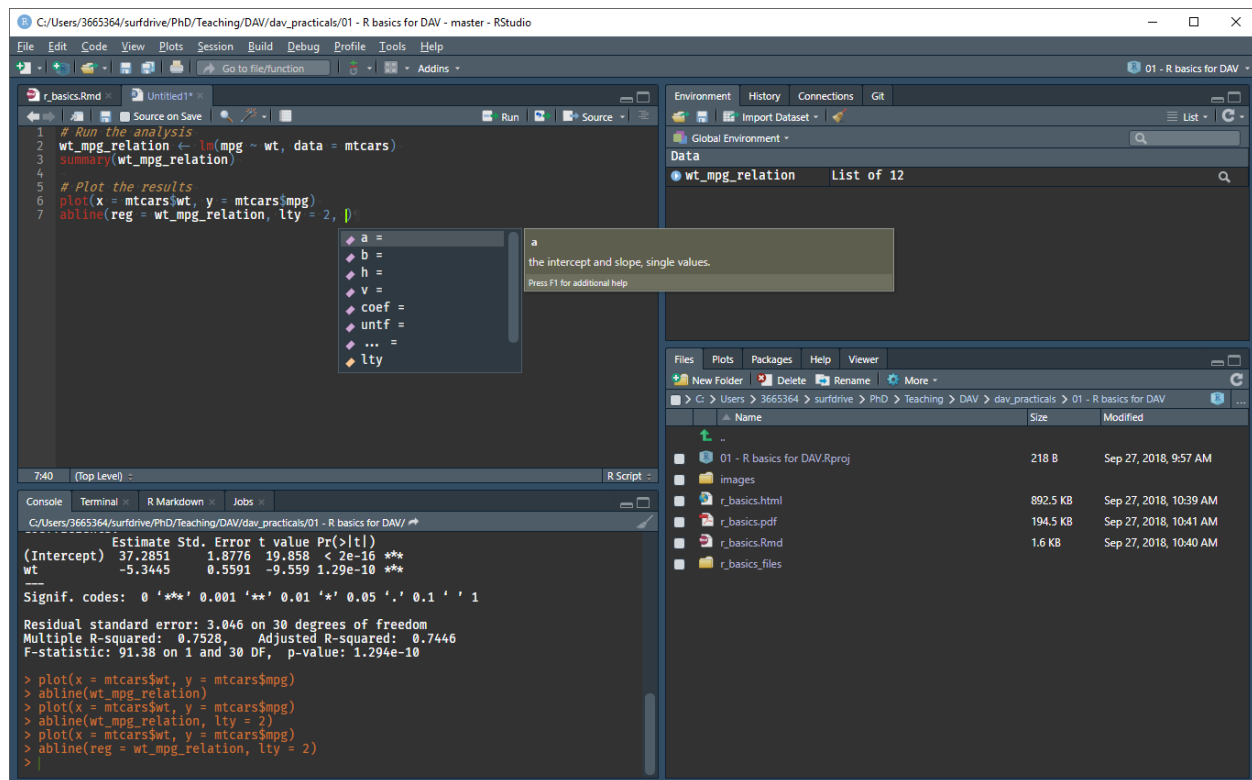 C:/Users/3665364/surfdrive/PhD/Teaching/DAV/dav_practicals/01 - R basics for DAV - master - RStudio
File Edit Code View Plots Session Build Debug Profile Tools Help
Go to file/function Addins 01 - R basics for DAV
r_basics.Rmd Untitled1*
Source on Save Run Source
1 # Run the analysis
2 wt_mpg_relation ← lm(mpg ~ wt, data = mtcars)
3 summary(wt_mpg_relation)
4
5 # Plot the results
6 plot(x = mtcars$wt, y = mtcars$mpg)
7 abline(reg = wt_mpg_relation, lty = 2, )
a =
b =
h =
v =
coef =
untf =
... =
lty
a
the intercept and slope, single values.
Press F1 for additional help
7:40 (Top Level) R Script
Console Terminal R Markdown Jobs
C:/Users/3665364/surfdrive/PhD/Teaching/DAV/dav_practicals/01 - R basics for DAV/
Estimate Std. Error t value Pr(>|t|)
(Intercept) 37.2851 1.8776 19.858 < 2e-16 ***
wt -5.3445 0.5591 -9.559 1.29e-10 ***
---
Signif. codes: 0 ‘***’ 0.001 ‘**’ 0.01 ‘*’ 0.05 ‘.’ 0.1 ‘ ’ 1
Residual standard error: 3.046 on 30 degrees of freedom
Multiple R-squared: 0.7528, Adjusted R-squared: 0.7446
F-statistic: 91.38 on 1 and 30 DF, p-value: 1.294e-10
> plot(x = mtcars$wt, y = mtcars$mpg)
> abline(wt_mpg_relation)
> plot(x = mtcars$wt, y = mtcars$mpg)
> abline(wt_mpg_relation, lty = 2)
> plot(x = mtcars$wt, y = mtcars$mpg)
> abline(reg = wt_mpg_relation, lty = 2)
>
Environment History Connections Git
Import Dataset List
Global Environment
Data
wt_mpg_relation List of 12
Files Plots Packages Help Viewer
New Folder Delete Rename More
C: > Users > 3665364 > surfdrive > PhD > Teaching > DAV > dav_practicals > 01 - R basics for DAV ...
Name Size Modified
..
01 - R basics for DAV.Rproj 218 B Sep 27, 2018, 9:57 AM
images
r_basics.html 892.5 KB Sep 27, 2018, 10:39 AM
r_basics.pdf 194.5 KB Sep 27, 2018, 10:41 AM
r_basics.Rmd 1.6 KB Sep 27, 2018, 10:40 AM
r_basics_files